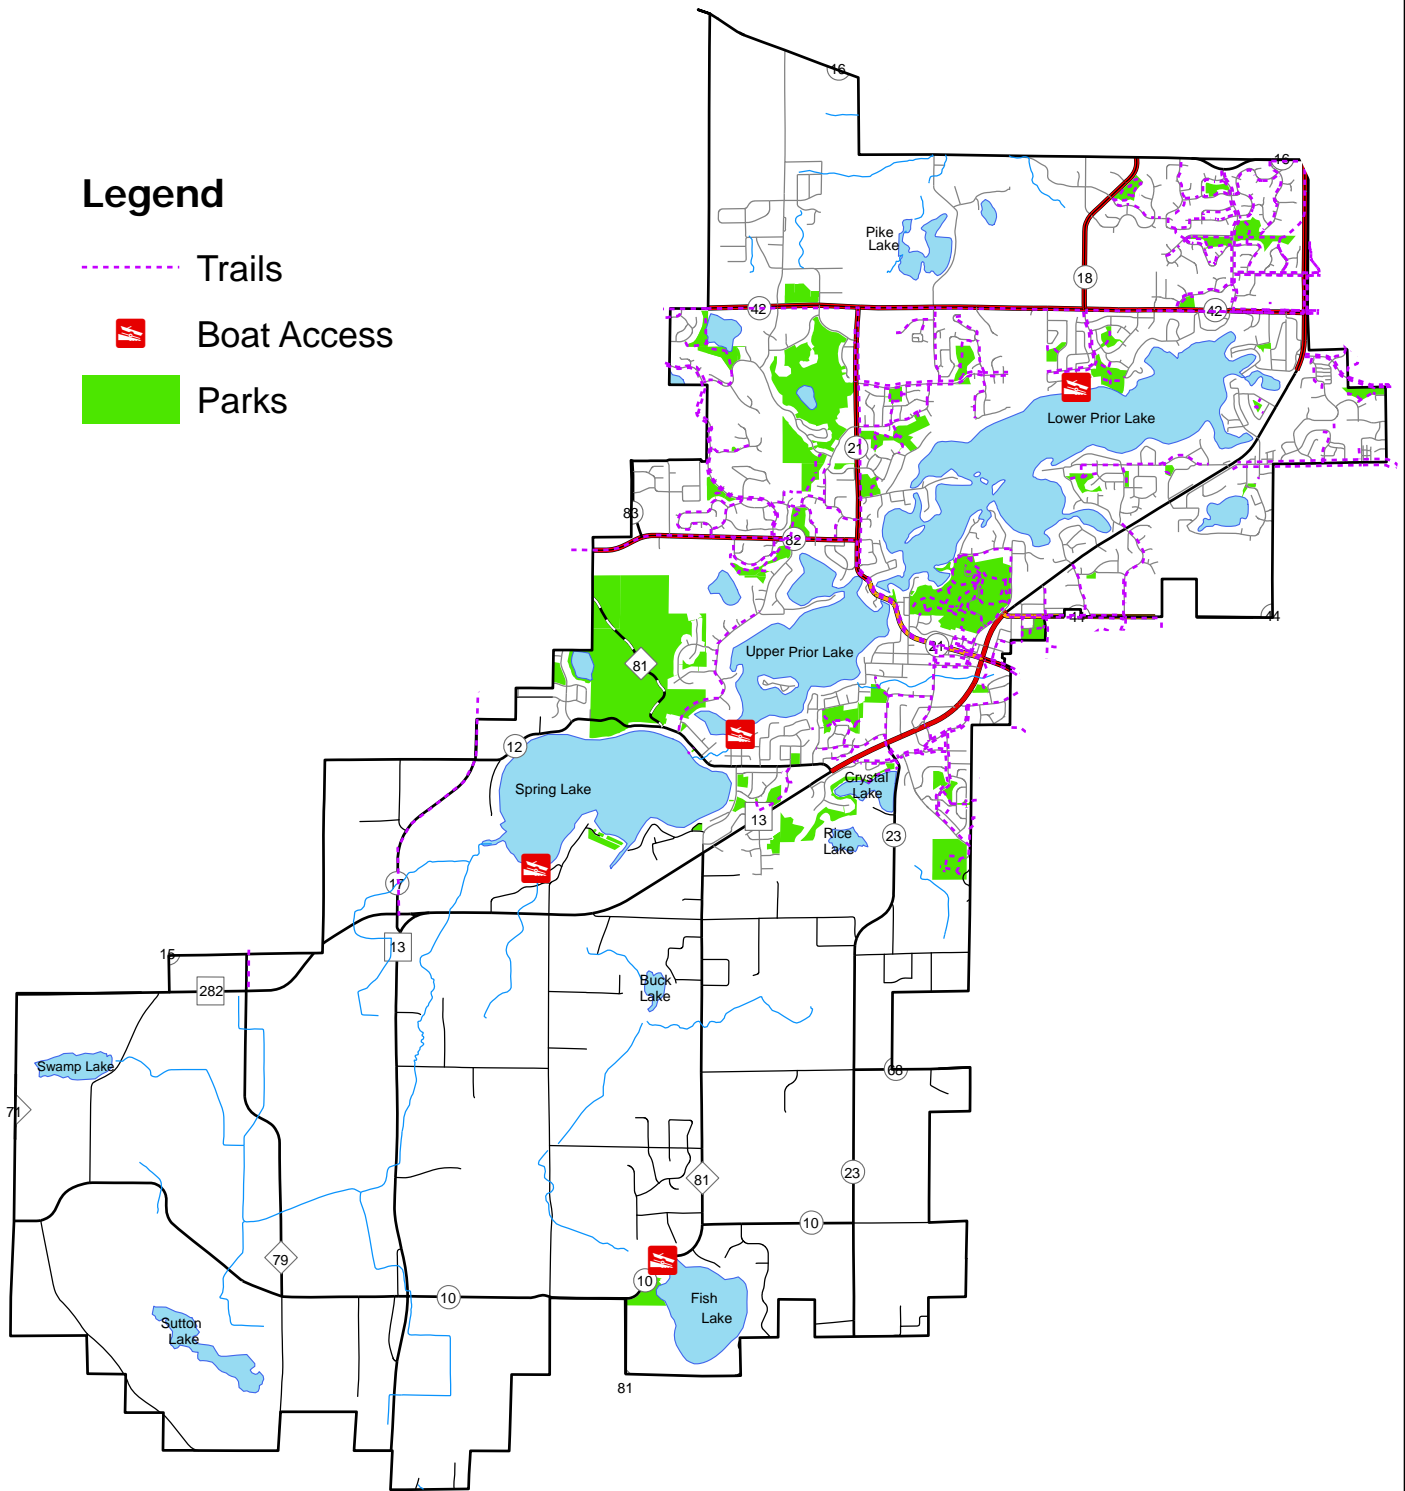 16
16
Legend
Pike
Lake
Trails
18
42
42
Boat Access
Parks
Lower Prior Lake
21
83
82
44
44
21
Upper Prior Lake
81
12
Crystal
Lake
Spring Lake
13
Rice
Lake
23
17
13
15
282
Buck
Lake
Swamp Lake
68
71
23
81
10
79
10
10
Fish
Lake
Sutton
Lake
81